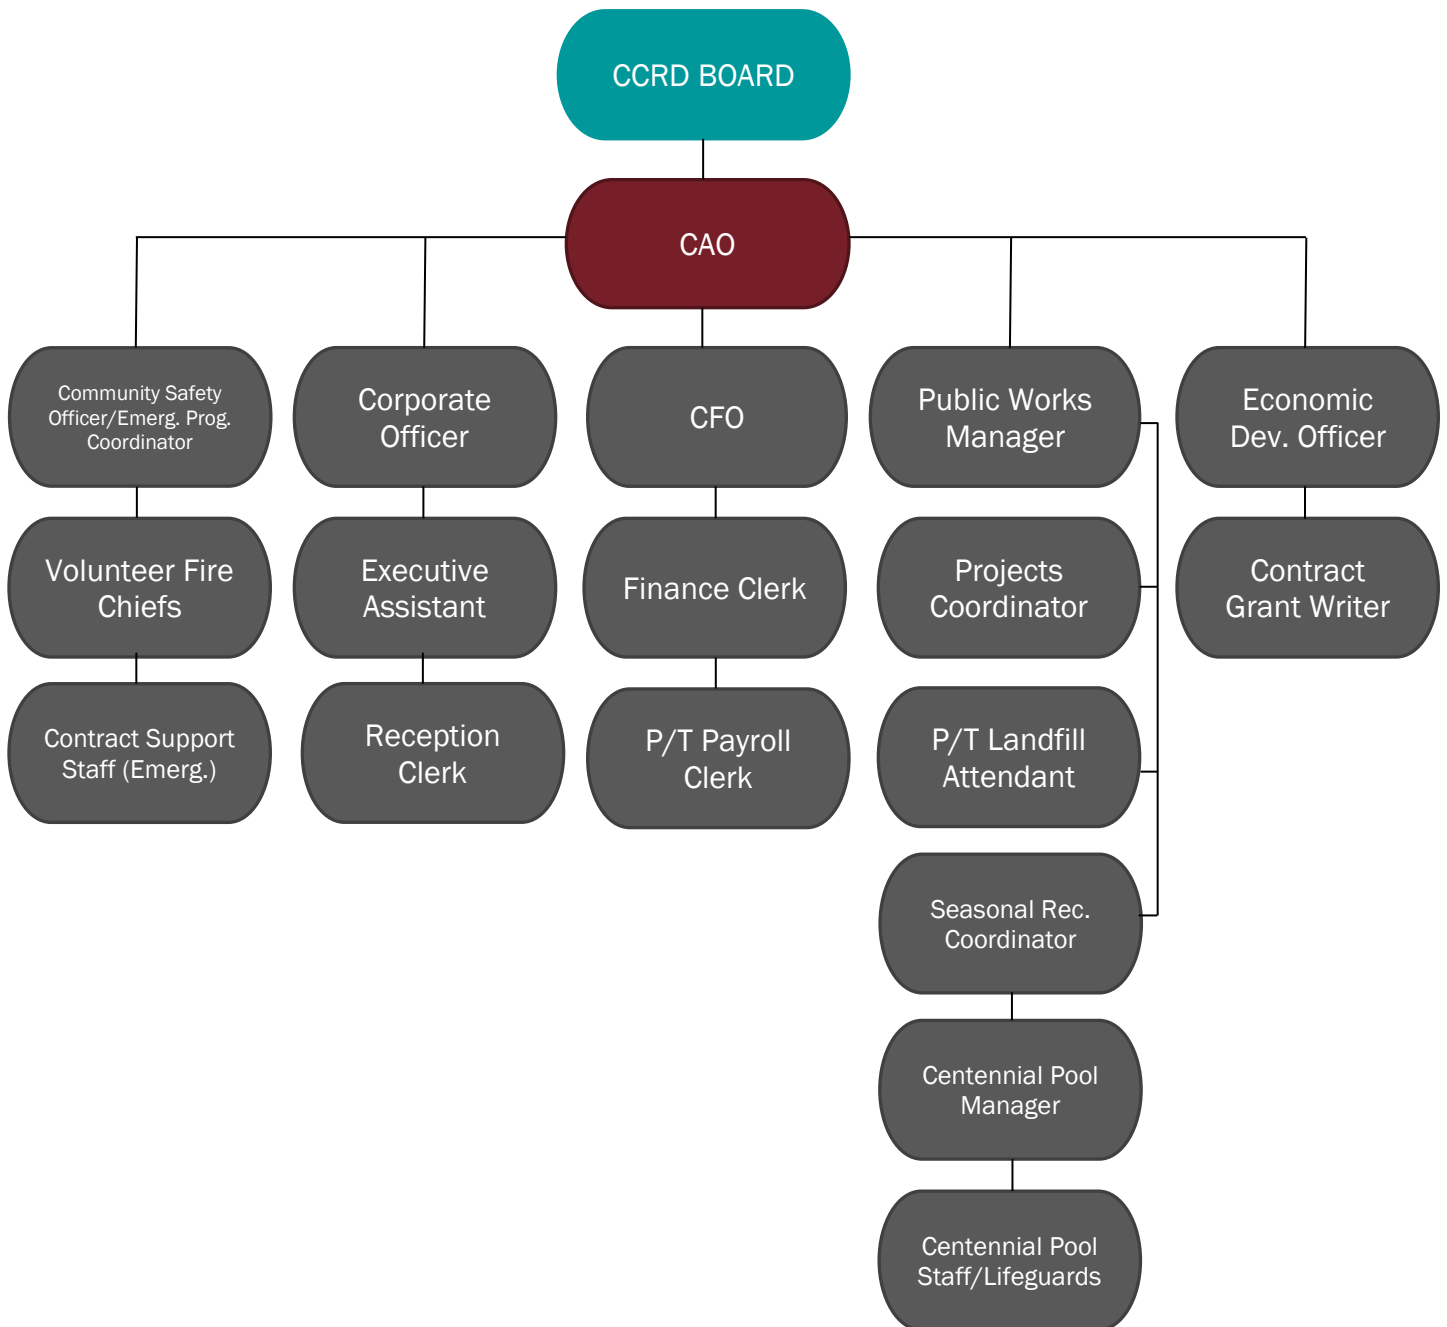 CCRD BOARD
CAO
Community Safety
Officer/Emerg. Prog.
Coordinator
Corporate
Officer
CFO
Public Works
Manager
Economic
Dev. Officer
Volunteer Fire
Chiefs
Executive
Assistant
Finance Clerk
Projects
Coordinator
Contract
Grant Writer
Contract Support
Staff (Emerg.)
Reception
Clerk
P/T Payroll
Clerk
P/T Landfill
Attendant
Seasonal Rec.
Coordinator
Centennial Pool
Manager
Centennial Pool
Staff/Lifeguards